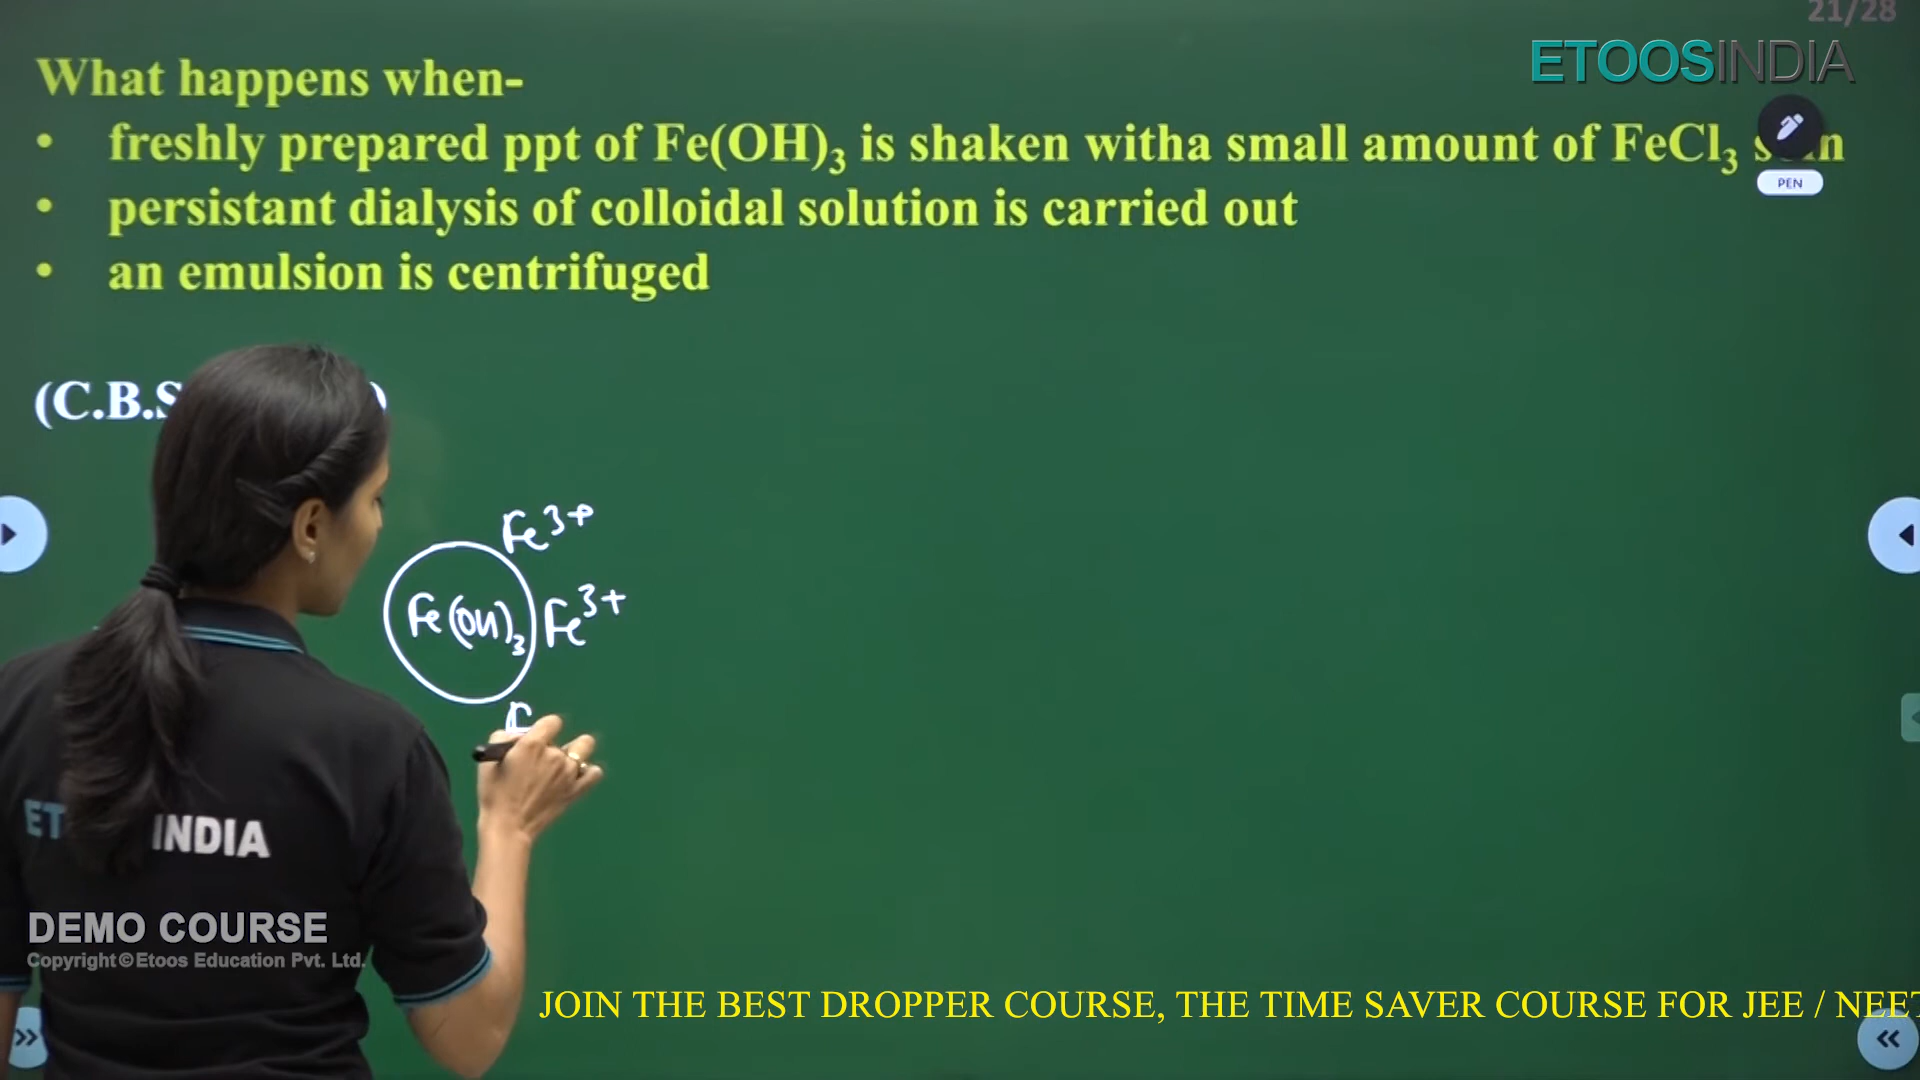 21/28
ETOOSINDIA
What happens when-
• freshly prepared ppt of Fe(OH)₃ is shaken witha small amount of FeCl₃
PEN
• persistant dialysis of colloidal solution is carried out
• an emulsion is centrifuged
(C.B.S
Fe³⁺
Fe(OH)₃ Fe³⁺
ET INDIA
DEMO COURSE
Copyright © Etoos Education Pvt. Ltd.
JOIN THE BEST DROPPER COURSE, THE TIME SAVER COURSE FOR JEE / NEET